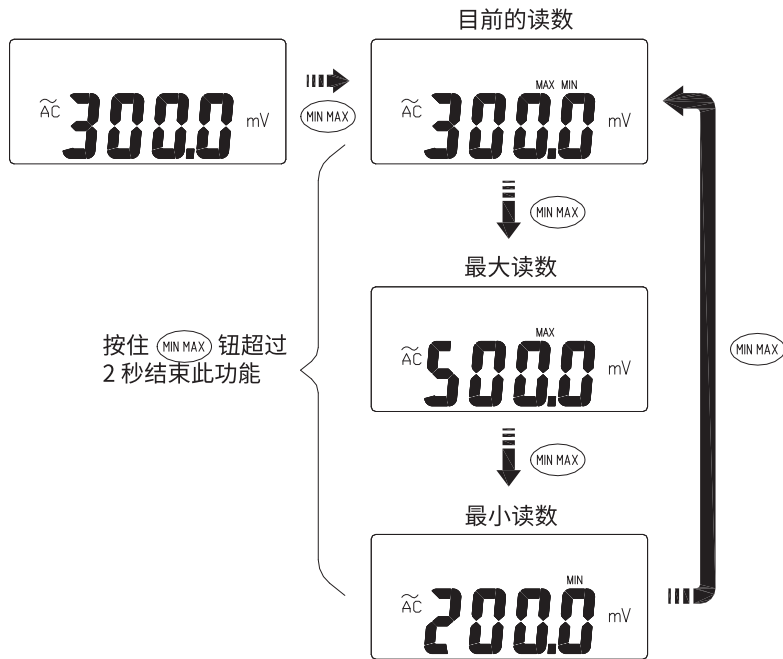 目前的读数
AC 300.0 mV
MIN MAX
MAX MIN
AC 300.0 mV
MIN MAX
最大读数
MAX
AC 500.0 mV
按住 MIN MAX 钮超过
2 秒结束此功能
MIN MAX
MIN MAX
最小读数
MIN
AC 200.0 mV